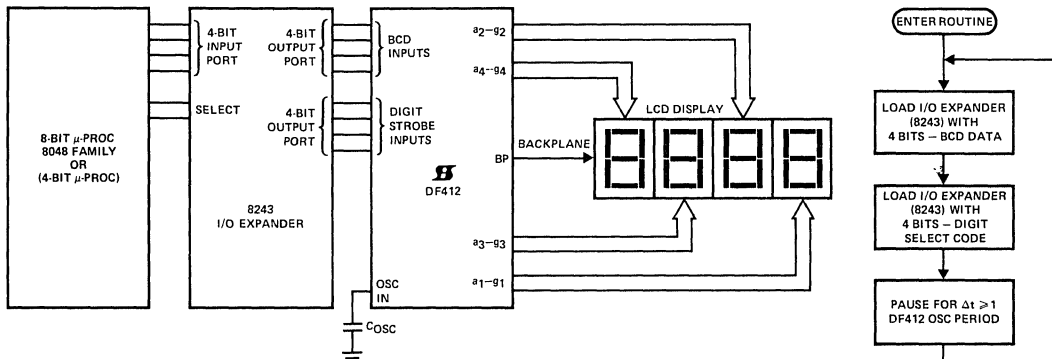 8-BIT μ-PROC
8048 FAMILY
OR
(4-BIT μ-PROC)
4-BIT
INPUT
PORT
SELECT
4-BIT
OUTPUT
PORT
4-BIT
OUTPUT
PORT
8243
I/O EXPANDER
BCD
INPUTS
DIGIT
STROBE
INPUTS
DF412
OSC
IN
COSC
a2–g2
a4–g4
BP
a3–g3
a1–g1
BACKPLANE
LCD DISPLAY
ENTER ROUTINE
LOAD I/O EXPANDER
(8243) WITH
4 BITS – BCD DATA
LOAD I/O EXPANDER
(8243) WITH
4 BITS – DIGIT
SELECT CODE
PAUSE FOR Δt ⩾ 1
DF412 OSC PERIOD